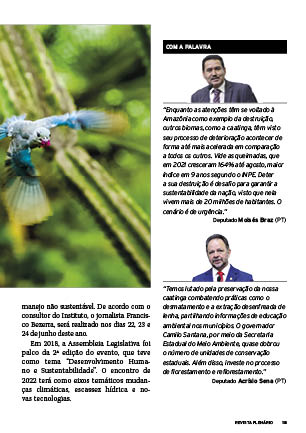 COM A PALAVRA
"Enquanto as atenções têm se voltado à
Amazônia como exemplo da destruição,
outros biomas, como a caatinga, têm visto
seu processo de deterioração acontecer de
forma até mais acelerada em comparação
a todos os outros. Vide as queimadas, que
em 2021 cresceram 164% até agosto, maior
índice em 9 anos segundo o INPE. Deter
a sua destruição é desafio para garantir a
sustentabilidade da nação, visto que nela
vivem mais de 20 milhões de habitantes. O
cenário é de urgência."
Deputado Moisés Braz (PT)
"Temos lutado pela preservação da nossa
caatinga combatendo práticas como o
desmatamento e a extração desenfreada de
lenha, partilhando informações de educação
ambiental nos municípios. O governador
Camilo Santana, por meio da Secretaria
Estadual do Meio Ambiente, quase dobrou
o número de unidades de conservação
estaduais. Além disso, investe no processo
de florestamento e reflorestamento."
Deputado Acrísio Sena (PT)
manejo não sustentável. De acordo com o
consultor do Instituto, o jornalista Francis-
co Bezerra, será realizado nos dias 22, 23 e
24 de junho deste ano.
Em 2018, a Assembleia Legislativa foi
palco da 2ª edição do evento, que teve
como tema "Desenvolvimento Huma-
no e Sustentabilidade". O encontro de
2022 terá como eixos temáticos mudan-
ças climáticas, escassez hídrica e no-
vas tecnologias.
REVISTA PLENÁRIO